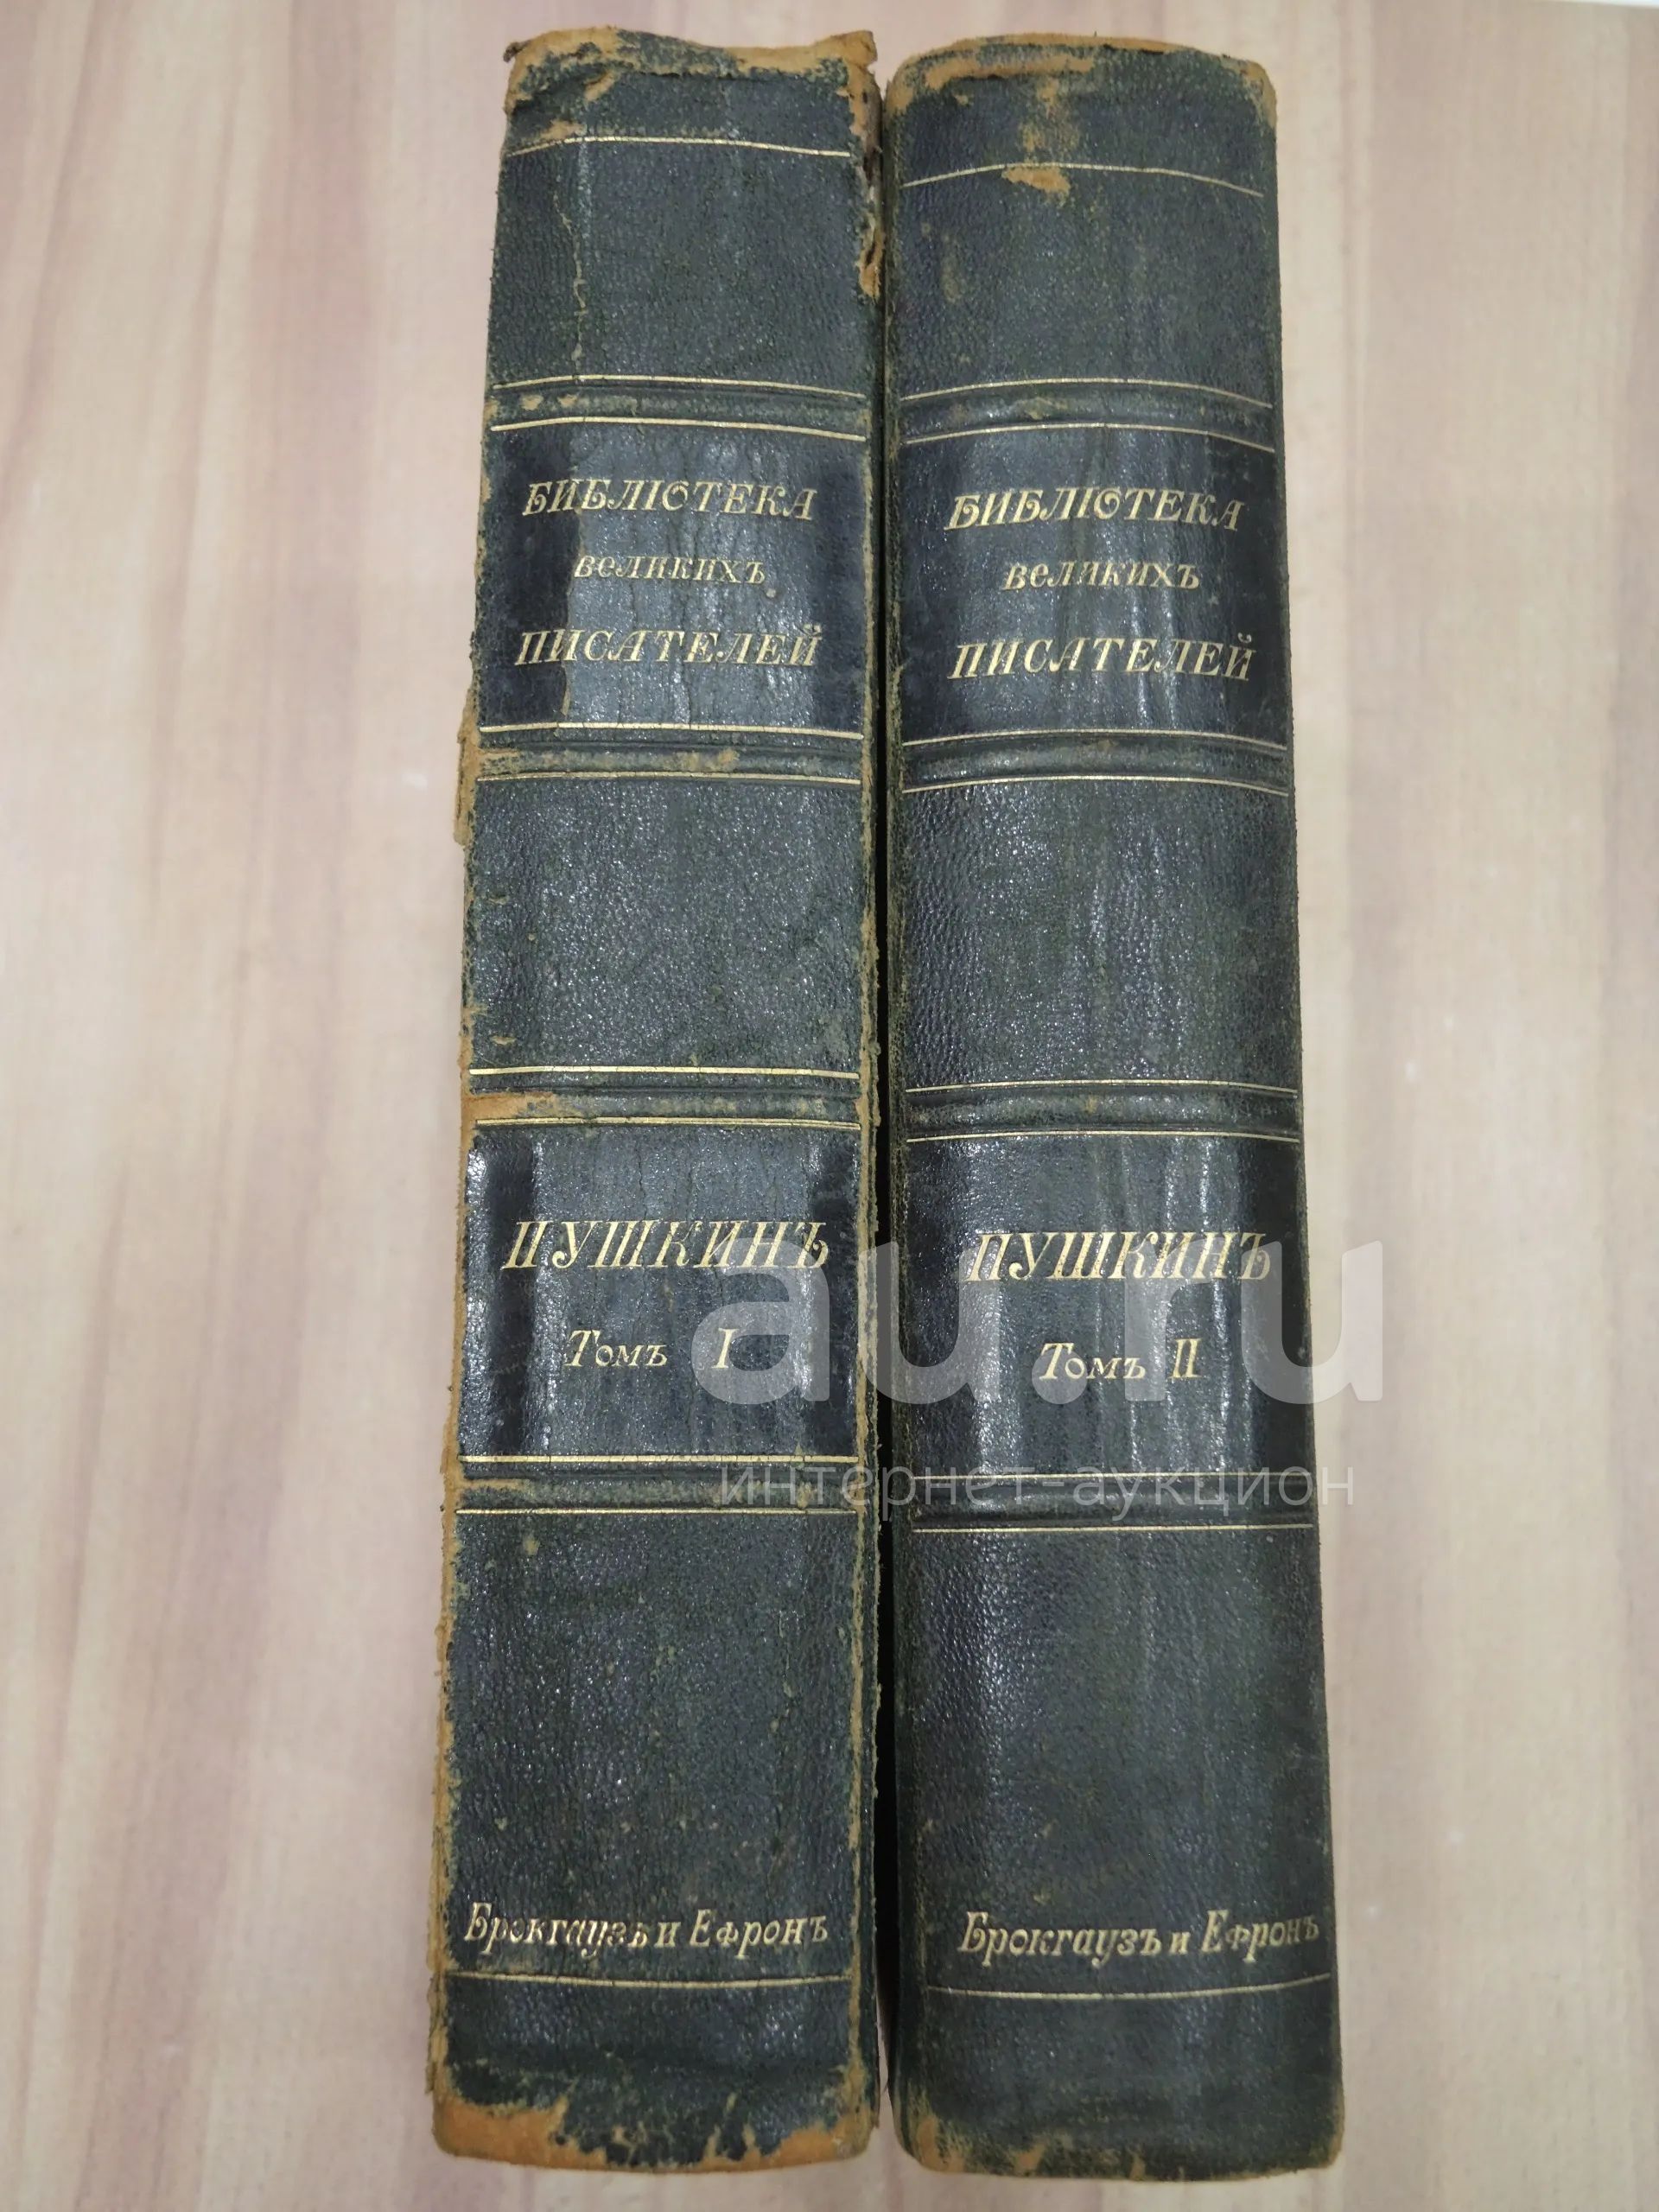 БИБЛІОТЕКА
великихъ
ПИСАТЕЛЕЙ
ПУШКИНЪ
Томъ I
Брокгаузъ и Ефронъ
БИБЛІОТЕКА
великихъ
ПИСАТЕЛЕЙ
ПУШКИНЪ
Томъ II
Брокгаузъ и Ефронъ
au.ru
интернет-аукцион